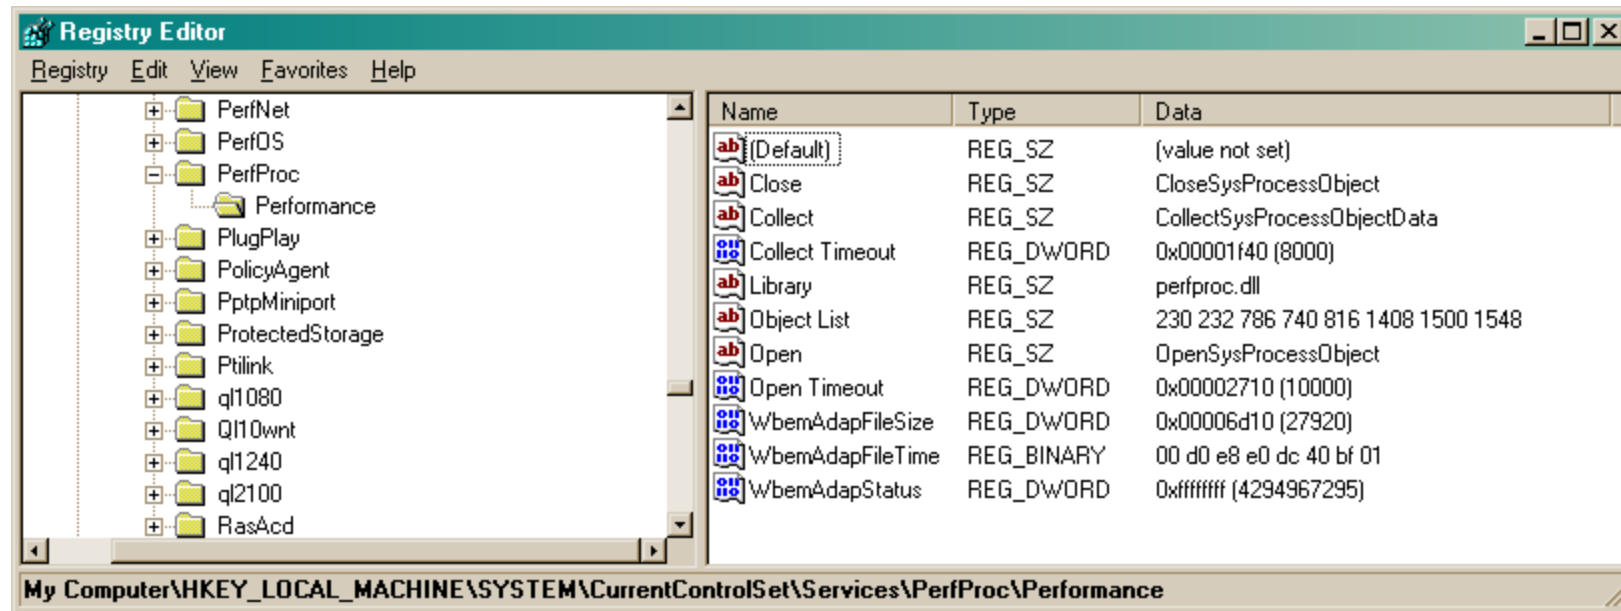 Registry Editor
Registry Edit View Favorites Help
PerfNet
PerfOS
PerfProc
Performance
PlugPlay
PolicyAgent
PptpMiniport
ProtectedStorage
Ptilink
ql1080
Ql10wnt
ql1240
ql2100
RasAcd
Name Type Data
(Default) REG_SZ (value not set)
Close REG_SZ CloseSysProcessObject
Collect REG_SZ CollectSysProcessObjectData
Collect Timeout REG_DWORD 0x00001f40 (8000)
Library REG_SZ perfproc.dll
Object List REG_SZ 230 232 786 740 816 1408 1500 1548
Open REG_SZ OpenSysProcessObject
Open Timeout REG_DWORD 0x00002710 (10000)
WbemAdapFileSize REG_DWORD 0x00006d10 (27920)
WbemAdapFileTime REG_BINARY 00 d0 e8 e0 dc 40 bf 01
WbemAdapStatus REG_DWORD 0xffffffff (4294967295)
My Computer\HKEY_LOCAL_MACHINE\SYSTEM\CurrentControlSet\Services\PerfProc\Performance